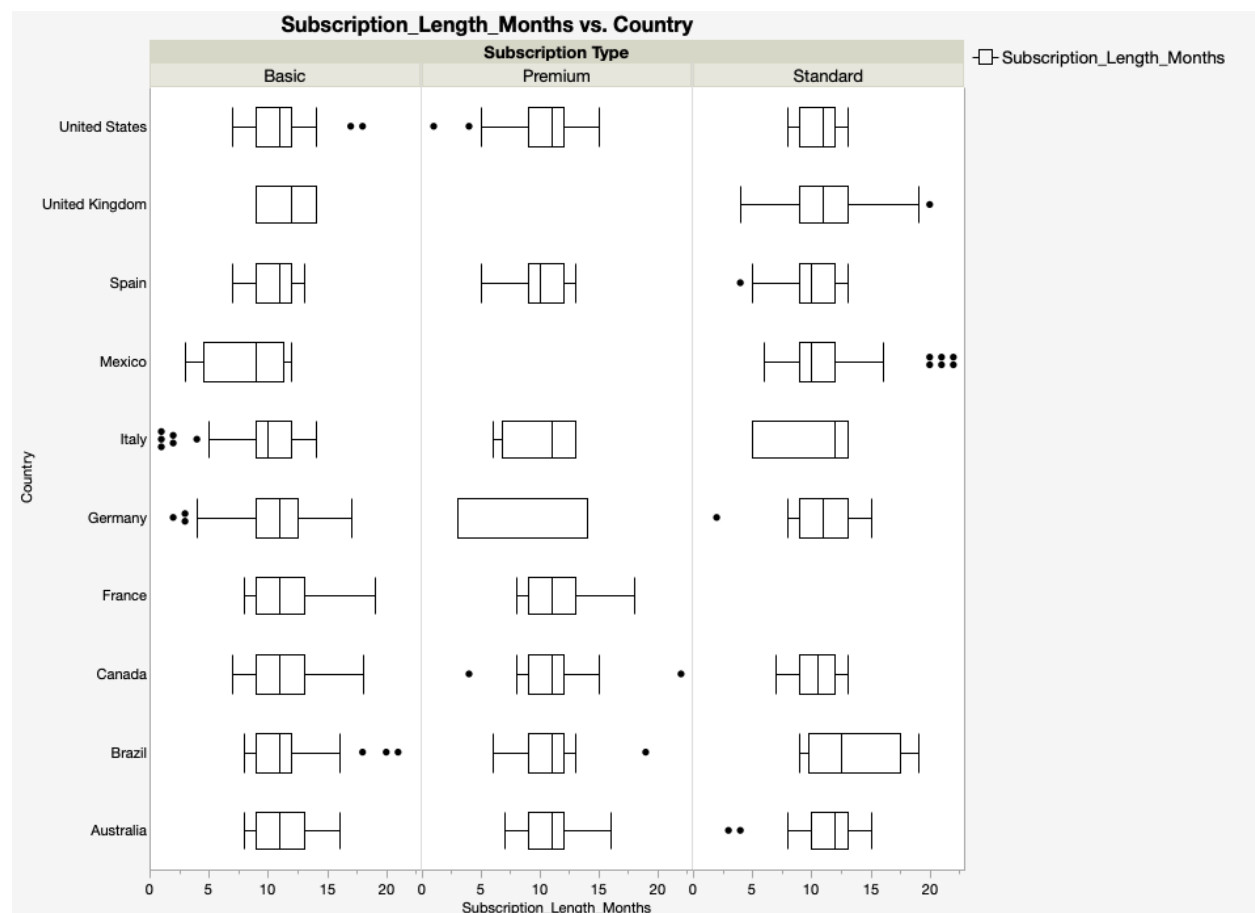 Subscription_Length_Months vs. Country
Subscription Type
Basic Premium Standard
Subscription_Length_Months
United States
United Kingdom
Spain
Mexico
Italy
Germany
France
Canada
Brazil
Australia
Country
0 5 10 15 20 0 5 10 15 20 0 5 10 15 20
Subscription_Length_Months